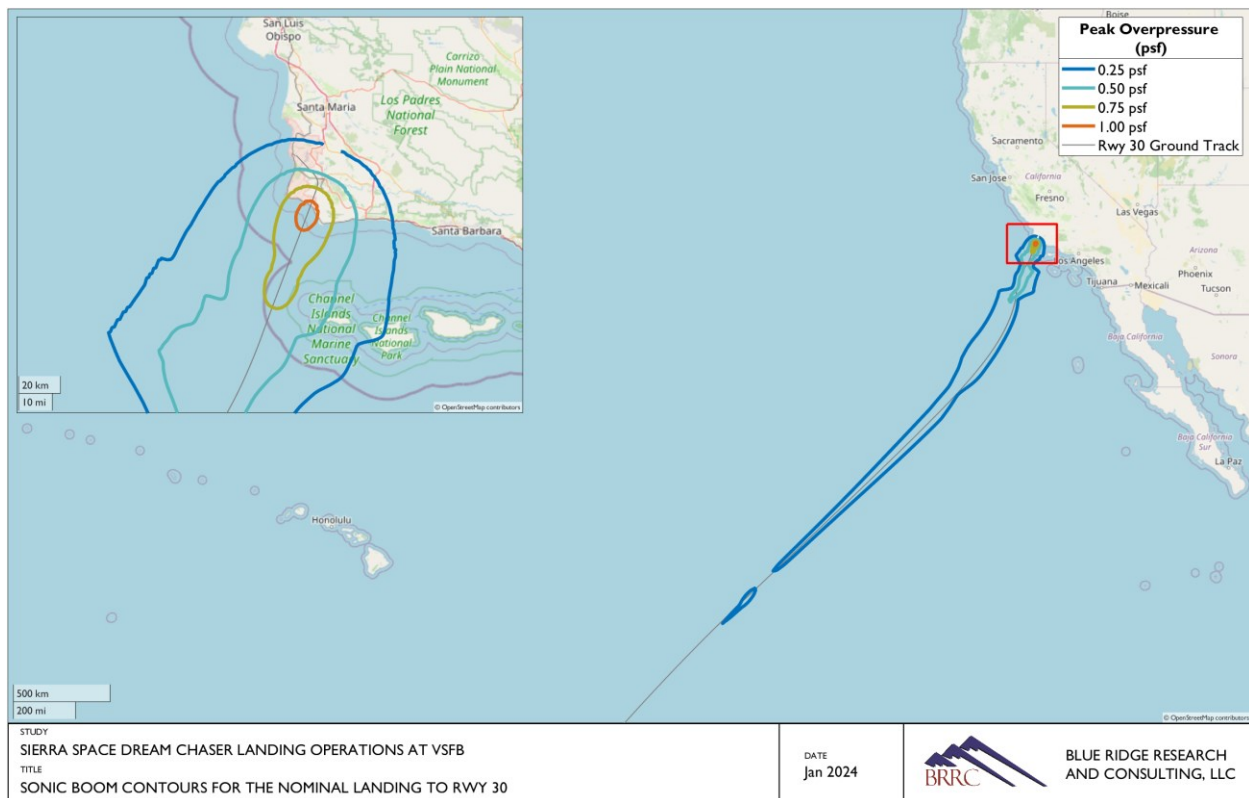 San Luis
Obispo
Carrizo
Plain National
Monument
Santa Maria
Los Padres
National
Forest
Santa Barbara
Channel
Islands
National
Marine
Sanctuary
Channel
Islands
National
Park
20 km
10 mi
© OpenStreetMap contributors
Boise
Peak Overpressure
(psf)
0.25 psf
0.50 psf
0.75 psf
1.00 psf
Rwy 30 Ground Track
Sacramento
San Jose
California
Fresno
Las Vegas
Los Angeles
Arizona
Phoenix
Tijuana
Mexicali
Tucson
Baja California
Sonora
Baja California
Sur
La Paz
Honolulu
500 km
200 mi
© OpenStreetMap contributors
STUDY
SIERRA SPACE DREAM CHASER LANDING OPERATIONS AT VSFB
TITLE
SONIC BOOM CONTOURS FOR THE NOMINAL LANDING TO RWY 30
DATE
Jan 2024
BRRC
BLUE RIDGE RESEARCH
AND CONSULTING, LLC